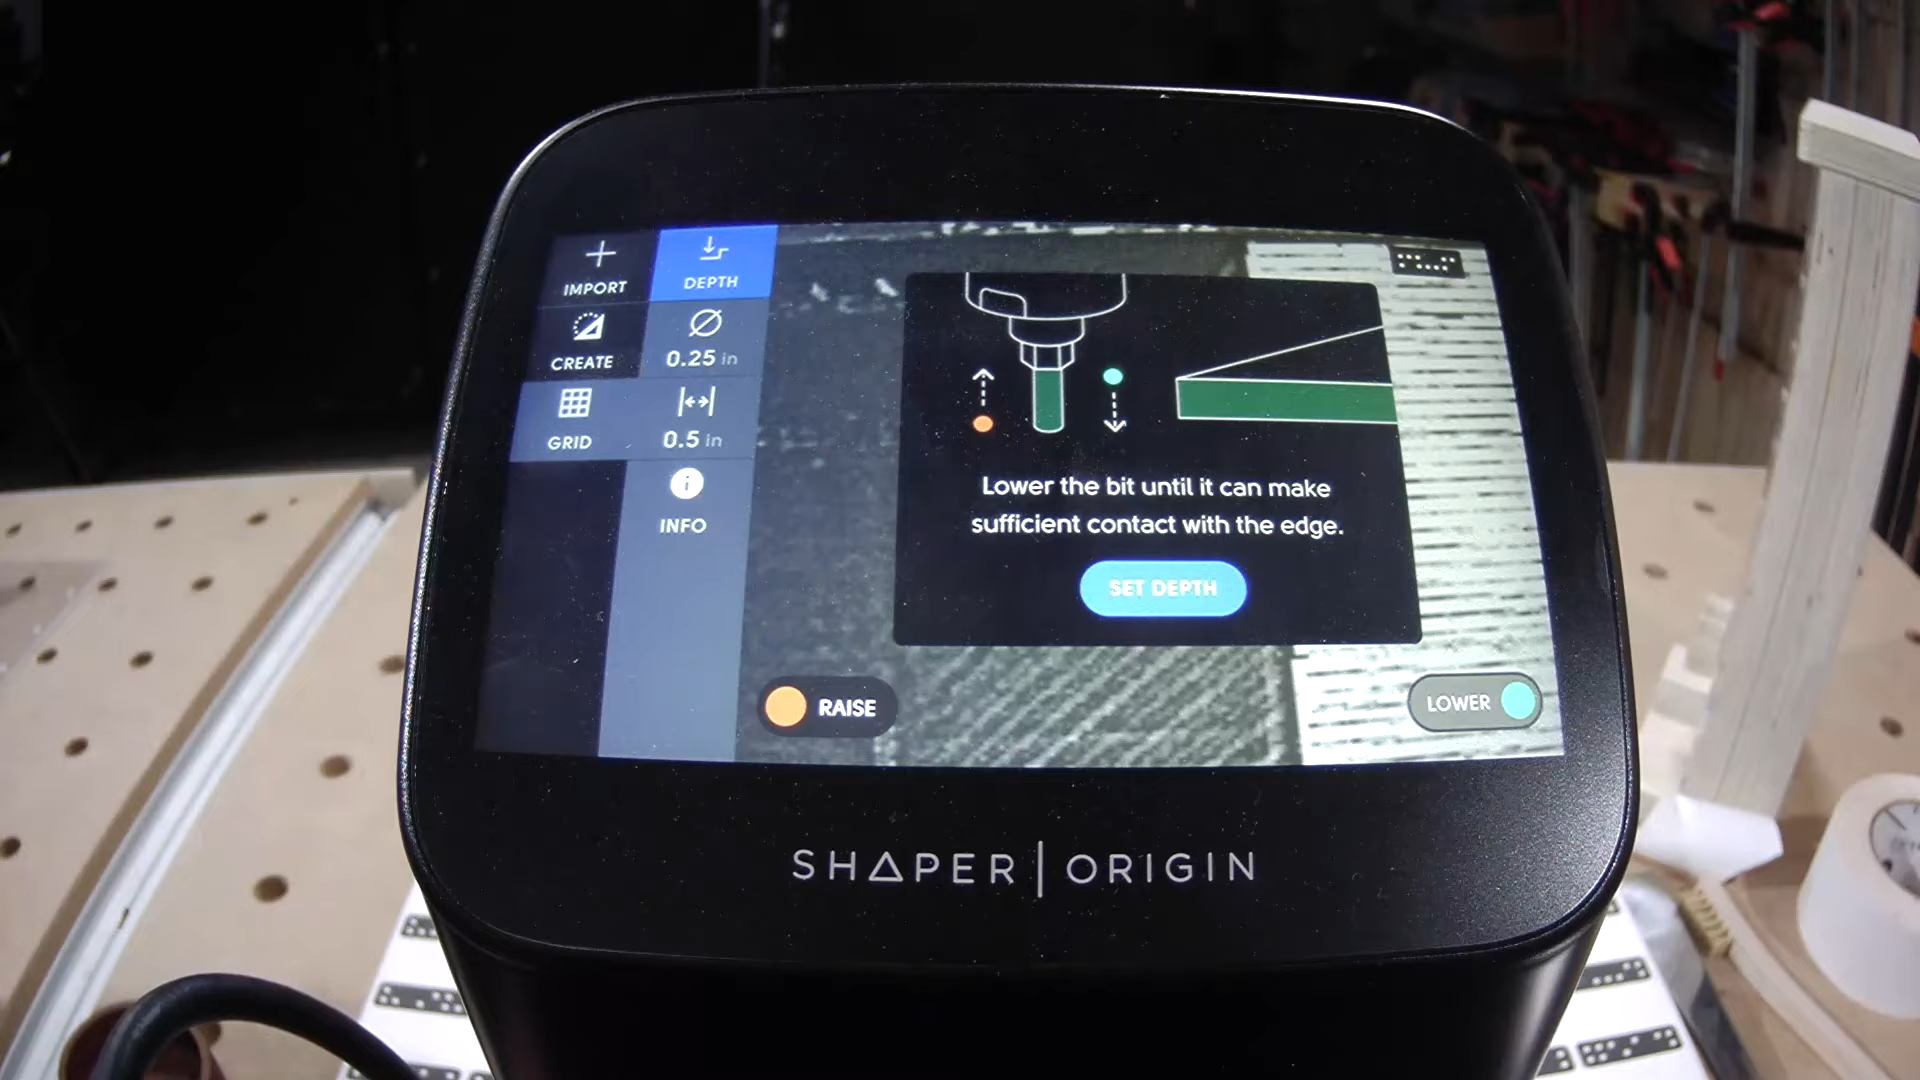 IMPORT
DEPTH
CREATE
0.25 in
GRID
0.5 in
INFO
Lower the bit until it can make
sufficient contact with the edge.
SET DEPTH
RAISE
LOWER
SHAPER | ORIGIN